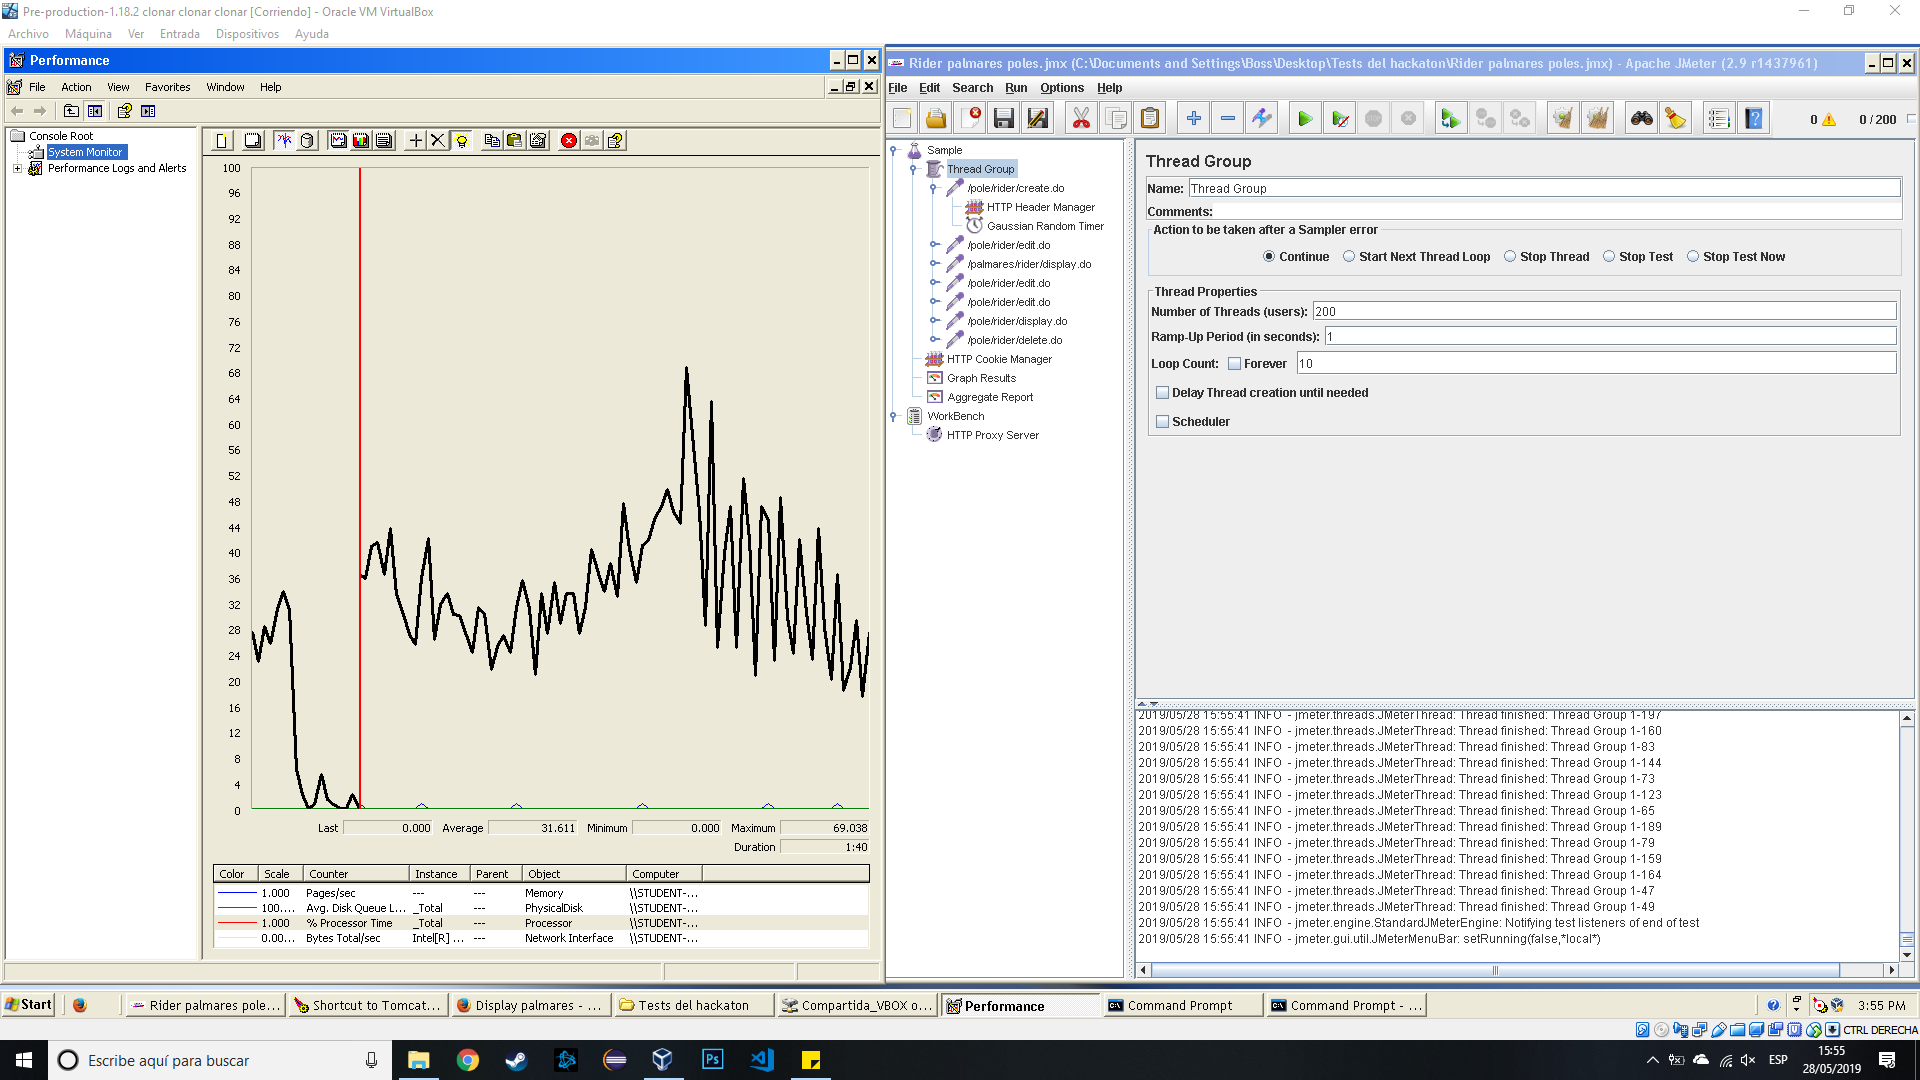 Pre-production-1.18.2 clonar clonar clonar [Corriendo] - Oracle VM VirtualBox
Archivo Máquina Ver Entrada Dispositivos Ayuda
Performance
File Action View Favorites Window Help
Console Root
System Monitor
Performance Logs and Alerts
100
96
92
88
84
80
76
72
68
64
60
56
52
48
44
40
36
32
28
24
20
16
12
8
4
0
Last 0.000 Average 31.611 Minimum 0.000 Maximum 69.038
Duration 1:40
Color Scale Counter Instance Parent Object Computer
1.000 Pages/sec --- --- Memory \\STUDENT-...
100.... Avg. Disk Queue L... _Total --- PhysicalDisk \\STUDENT-...
1.000 % Processor Time _Total --- Processor \\STUDENT-...
0.00... Bytes Total/sec Intel[R] ... --- Network Interface \\STUDENT-...
Rider palmares poles.jmx (C:\Documents and Settings\Boss\Desktop\Tests del hackaton\Rider palmares poles.jmx) - Apache JMeter (2.9 r1437961)
File Edit Search Run Options Help
0 0 / 200
Sample
Thread Group
/pole/rider/create.do
HTTP Header Manager
Gaussian Random Timer
/pole/rider/edit.do
/palmares/rider/display.do
/pole/rider/edit.do
/pole/rider/edit.do
/pole/rider/display.do
/pole/rider/delete.do
HTTP Cookie Manager
Graph Results
Aggregate Report
WorkBench
HTTP Proxy Server
Thread Group
Name: Thread Group
Comments:
Action to be taken after a Sampler error
Continue Start Next Thread Loop Stop Thread Stop Test Stop Test Now
Thread Properties
Number of Threads (users): 200
Ramp-Up Period (in seconds): 1
Loop Count: Forever 10
Delay Thread creation until needed
Scheduler
2019/05/28 15:55:41 INFO - jmeter.threads.JMeterThread: Thread finished: Thread Group 1-197
2019/05/28 15:55:41 INFO - jmeter.threads.JMeterThread: Thread finished: Thread Group 1-160
2019/05/28 15:55:41 INFO - jmeter.threads.JMeterThread: Thread finished: Thread Group 1-83
2019/05/28 15:55:41 INFO - jmeter.threads.JMeterThread: Thread finished: Thread Group 1-144
2019/05/28 15:55:41 INFO - jmeter.threads.JMeterThread: Thread finished: Thread Group 1-73
2019/05/28 15:55:41 INFO - jmeter.threads.JMeterThread: Thread finished: Thread Group 1-123
2019/05/28 15:55:41 INFO - jmeter.threads.JMeterThread: Thread finished: Thread Group 1-65
2019/05/28 15:55:41 INFO - jmeter.threads.JMeterThread: Thread finished: Thread Group 1-189
2019/05/28 15:55:41 INFO - jmeter.threads.JMeterThread: Thread finished: Thread Group 1-79
2019/05/28 15:55:41 INFO - jmeter.threads.JMeterThread: Thread finished: Thread Group 1-159
2019/05/28 15:55:41 INFO - jmeter.threads.JMeterThread: Thread finished: Thread Group 1-164
2019/05/28 15:55:41 INFO - jmeter.threads.JMeterThread: Thread finished: Thread Group 1-47
2019/05/28 15:55:41 INFO - jmeter.threads.JMeterThread: Thread finished: Thread Group 1-49
2019/05/28 15:55:41 INFO - jmeter.engine.StandardJMeterEngine: Notifying test listeners of end of test
2019/05/28 15:55:41 INFO - jmeter.gui.util.JMeterMenuBar: setRunning(false,*local*)
Start Rider palmares pole... Shortcut to Tomcat... Display palmares - ... Tests del hackaton Compartida_VBOX o... Performance Command Prompt Command Prompt - ... 3:55 PM
CTRL DERECHA
Escribe aquí para buscar Ps ESP 15:55
28/05/2019